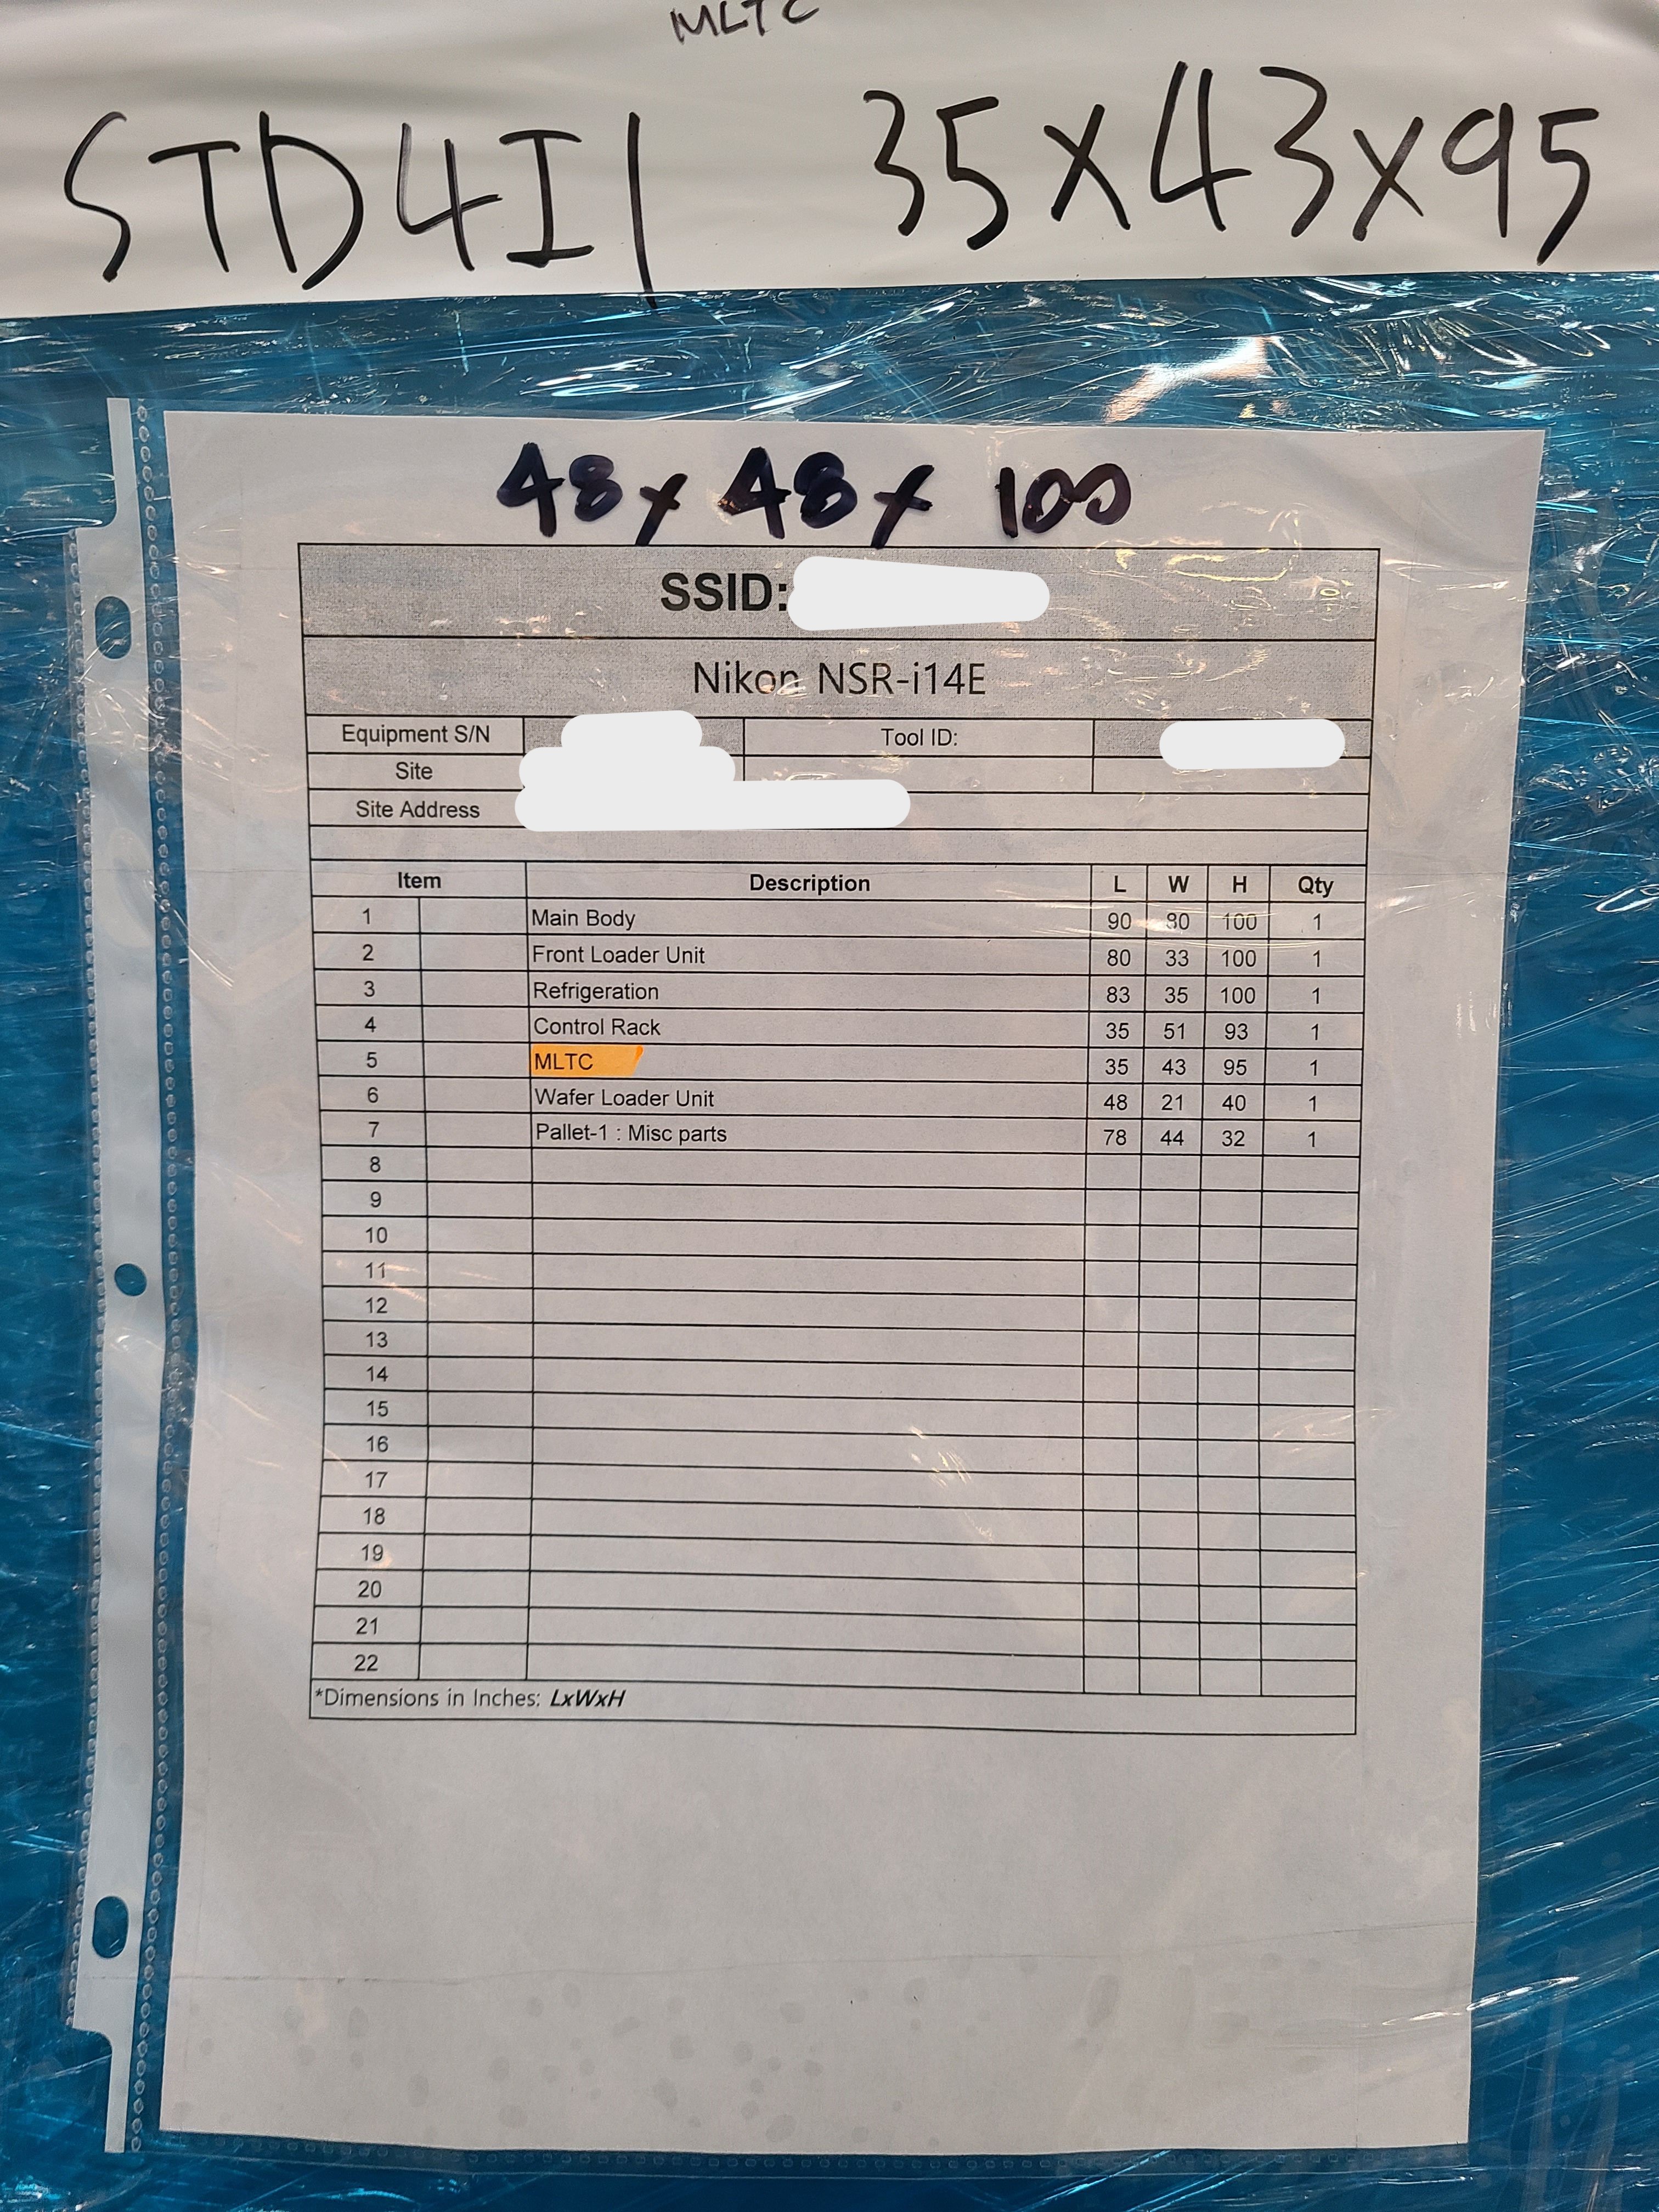 MLTC
STD4I1 35x43x95
48x48x100
SSID:
Nikon NSR-i14E
Equipment S/N Tool ID:
Site
Site Address
Item Description L W H Qty
1 Main Body 90 80 100 1
2 Front Loader Unit 80 33 100 1
3 Refrigeration 83 35 100 1
4 Control Rack 35 51 93 1
5 MLTC 35 43 95 1
6 Wafer Loader Unit 48 21 40 1
7 Pallet-1 : Misc parts 78 44 32 1
8
9
10
11
12
13
14
15
16
17
18
19
20
21
22
*Dimensions in Inches: LxWxH